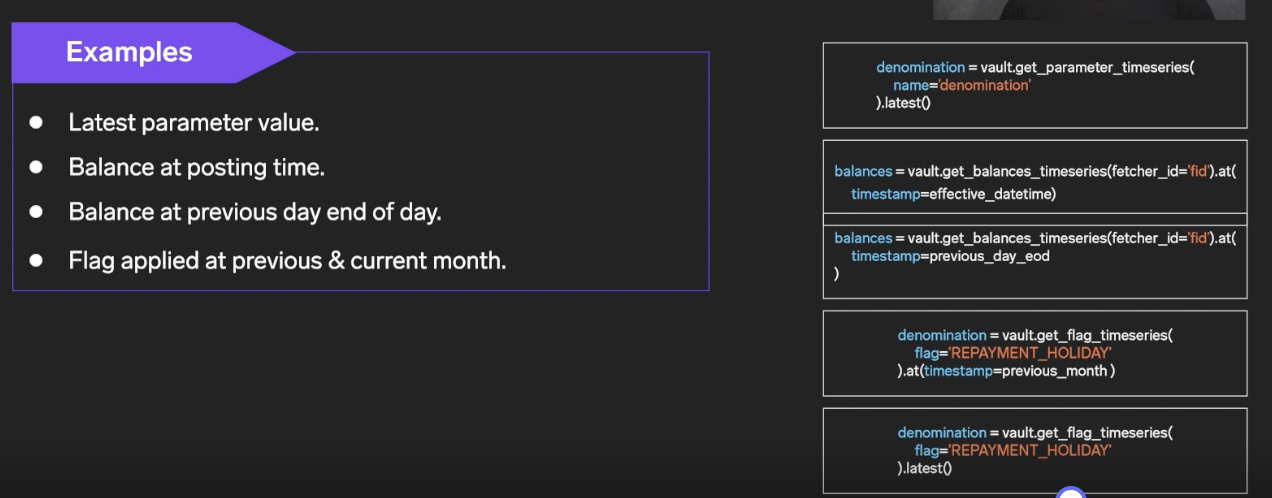 Examples
Latest parameter value.
Balance at posting time.
Balance at previous day end of day.
Flag applied at previous & current month.
denomination = vault.get_parameter_timeseries(
name='denomination'
).latest()
balances = vault.get_balances_timeseries(fetcher_id='fid').at(
timestamp=effective_datetime)
balances = vault.get_balances_timeseries(fetcher_id='fid').at(
timestamp=previous_day_eod
)
denomination = vault.get_flag_timeseries(
flag='REPAYMENT_HOLIDAY'
).at(timestamp=previous_month )
denomination = vault.get_flag_timeseries(
flag='REPAYMENT_HOLIDAY'
).latest()